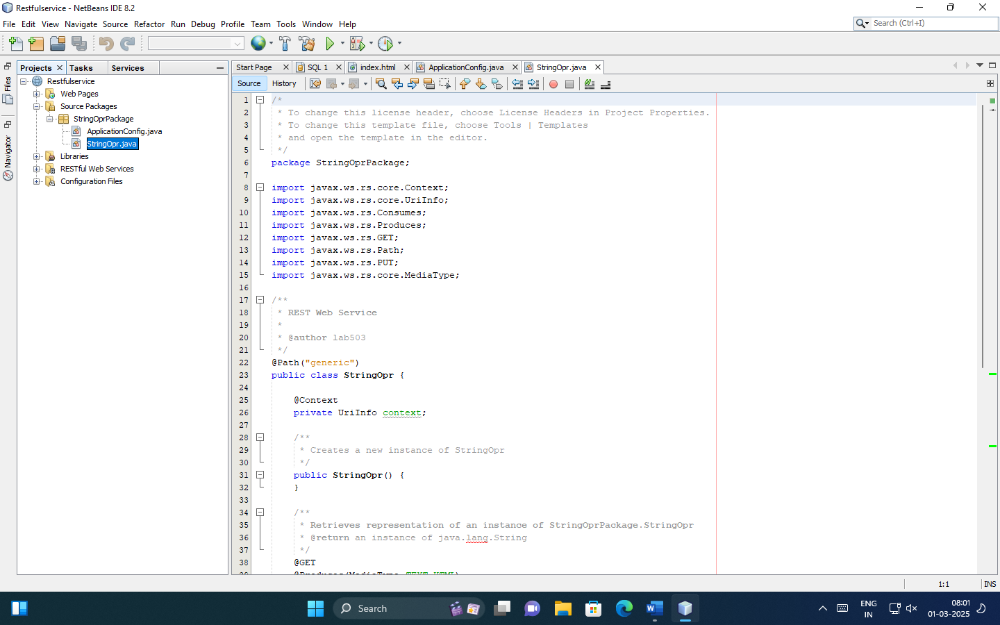 Restfulservice - NetBeans IDE 8.2
File Edit View Navigate Source Refactor Run Debug Profile Team Tools Window Help
Search (Ctrl+I)
Projects Tasks Services
Start Page SQL 1 index.html ApplicationConfig.java StringOpr.java
Source History
Files
Navigator
Restfulservice
Web Pages
Source Packages
StringOprPackage
ApplicationConfig.java
StringOpr.java
Libraries
RESTful Web Services
Configuration Files
1 /*
2 * To change this license header, choose License Headers in Project Properties.
3 * To change this template file, choose Tools | Templates
4 * and open the template in the editor.
5 */
6 package StringOprPackage;
7
8 import javax.ws.rs.core.Context;
9 import javax.ws.rs.core.UriInfo;
10 import javax.ws.rs.Consumes;
11 import javax.ws.rs.Produces;
12 import javax.ws.rs.GET;
13 import javax.ws.rs.Path;
14 import javax.ws.rs.PUT;
15 import javax.ws.rs.core.MediaType;
16
17 /**
18 * REST Web Service
19 *
20 * @author lab503
21 */
22 @Path("generic")
23 public class StringOpr {
24
25 @Context
26 private UriInfo context;
27
28 /**
29 * Creates a new instance of StringOpr
30 */
31 public StringOpr() {
32 }
33
34 /**
35 * Retrieves representation of an instance of StringOprPackage.StringOpr
36 * @return an instance of java.lang.String
37 */
38 @GET
39 @Produces(MediaType.TEXT_HTML)
1:1 INS
Search
ENG
IN
08:01
01-03-2025